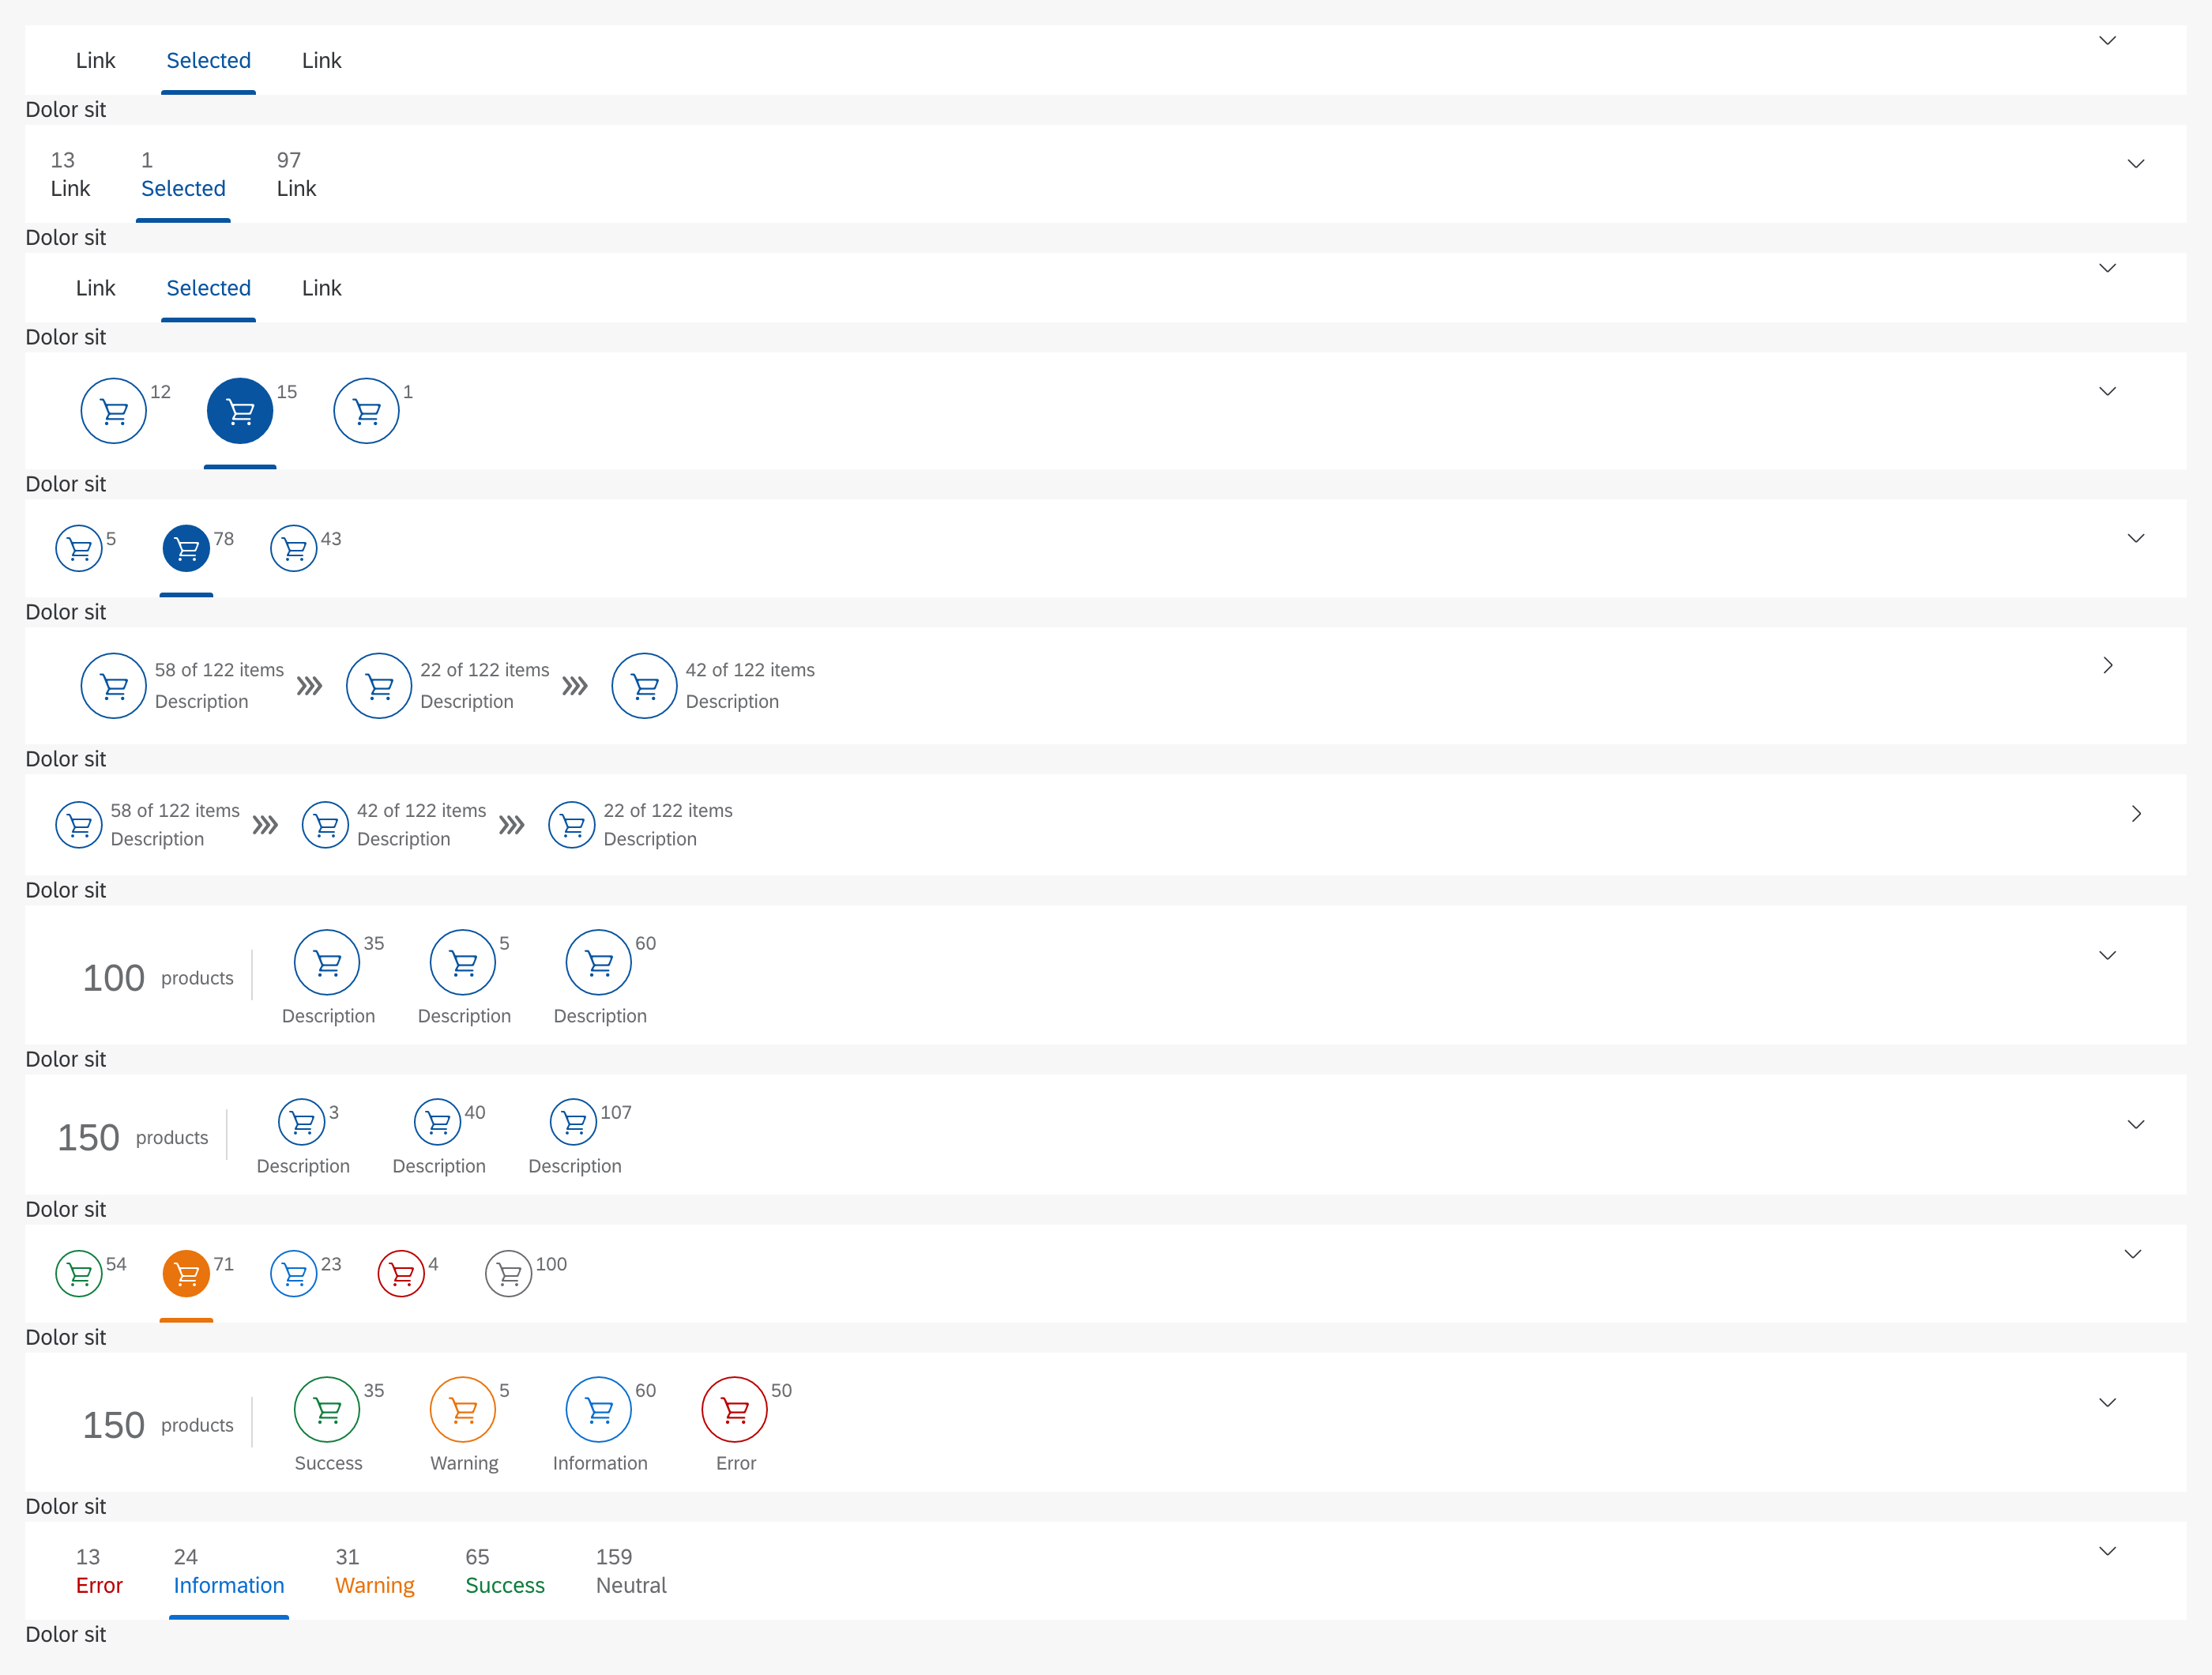 Link Selected Link
Dolor sit
13 1 97
Link Selected Link
Dolor sit
Link Selected Link
Dolor sit
12 15 1
Dolor sit
5 78 43
Dolor sit
58 of 122 items 22 of 122 items 42 of 122 items
Description Description Description
Dolor sit
58 of 122 items 42 of 122 items 22 of 122 items
Description Description Description
Dolor sit
35 5 60
100 products
Description Description Description
Dolor sit
3 40 107
150 products
Description Description Description
Dolor sit
54 71 23 4 100
Dolor sit
35 5 60 50
150 products
Success Warning Information Error
Dolor sit
13 24 31 65 159
Error Information Warning Success Neutral
Dolor sit